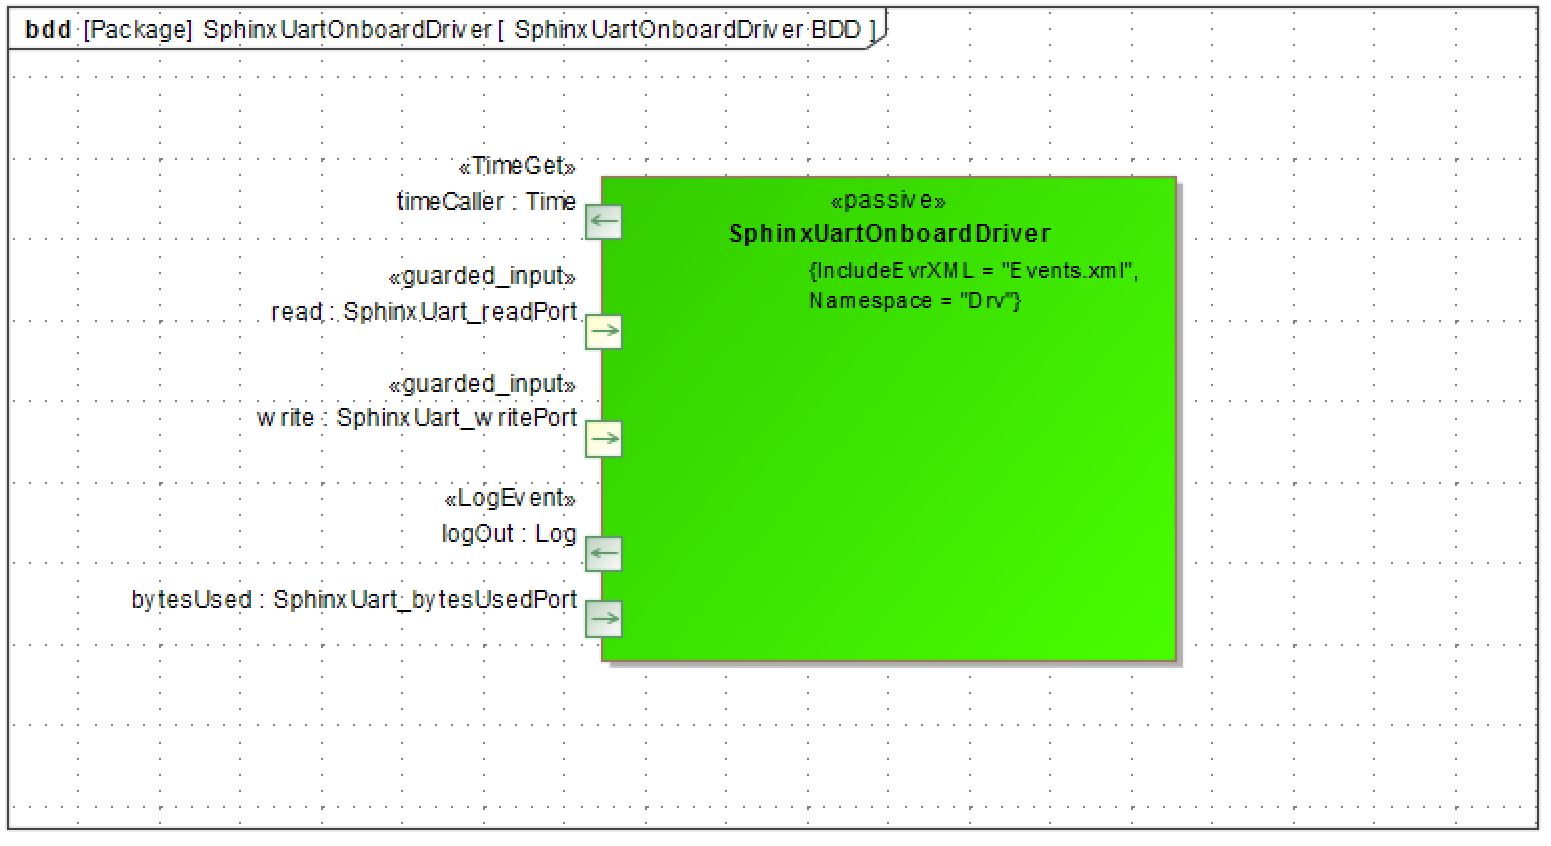 bdd [Package] SphinxUartOnboardDriver [ SphinxUartOnboardDriver BDD ]
«TimeGet»
timeCaller : Time
«guarded_input»
read : SphinxUart_readPort
«guarded_input»
write : SphinxUart_writePort
«LogEvent»
logOut : Log
bytesUsed : SphinxUart_bytesUsedPort
«passive»
SphinxUartOnboardDriver
{IncludeEvrXML = "Events.xml",
Namespace = "Drv"}